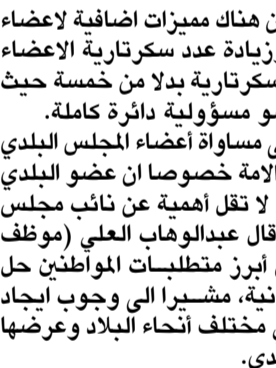 هناك مميزات اضافية لاعضاء
زيادة عدد سكرتارية الاعضاء
سكرتارية بدلا من خمسة حيث
مسؤولية دائرة كاملة.
مساواة أعضاء المجلس البلدي
لامة خصوصا ان عضو البلدي
لا تقل أهمية عن نائب مجلس
قال عبدالوهاب العلي (موظف
أبرز متطلبات المواطنين حل
نية، مشيرا الى وجوب ايجاد
مختلف أنحاء البلاد وعرضها
دي.